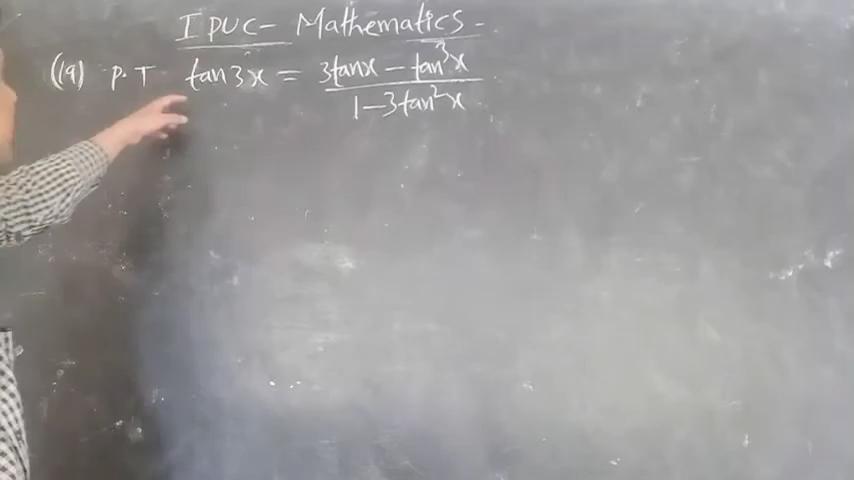 I PUC - Mathematics -
(19) P.T tan3x = 3tanx - tan³x
1-3tan²x